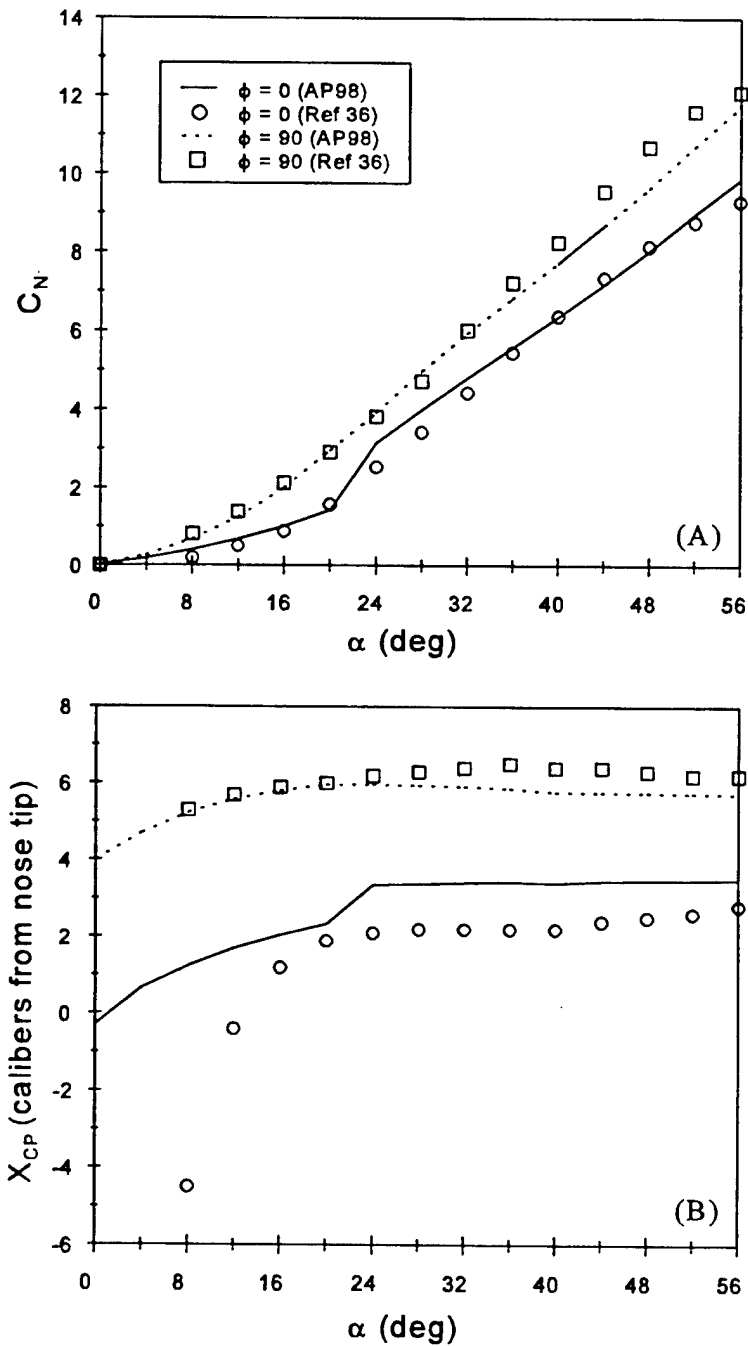 14
12
10
8
6
4
2
0
C_N
ϕ = 0 (AP98)
ϕ = 0 (Ref 36)
ϕ = 90 (AP98)
ϕ = 90 (Ref 36)
(A)
0 8 16 24 32 40 48 56
α (deg)
8
6
4
2
0
-2
-4
-6
X_CP (calibers from nose tip)
(B)
0 8 16 24 32 40 48 56
α (deg)